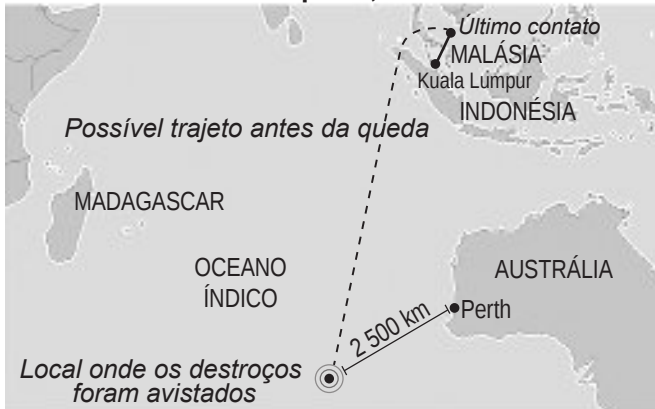 Último contato
MALÁSIA
Kuala Lumpur
INDONÉSIA
Possível trajeto antes da queda
MADAGASCAR
OCEANO
ÍNDICO
AUSTRÁLIA
Perth
2 500 km
Local onde os destroços
foram avistados